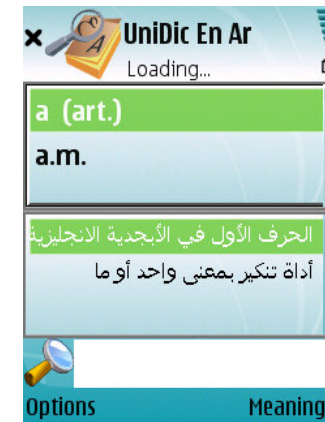 UniDic En Ar
Loading...
a (art.)
a.m.
الحرف الأول في الأبجدية الانجليزية
أداة تنكير بمعنى واحد أو ما
Options
Meaning